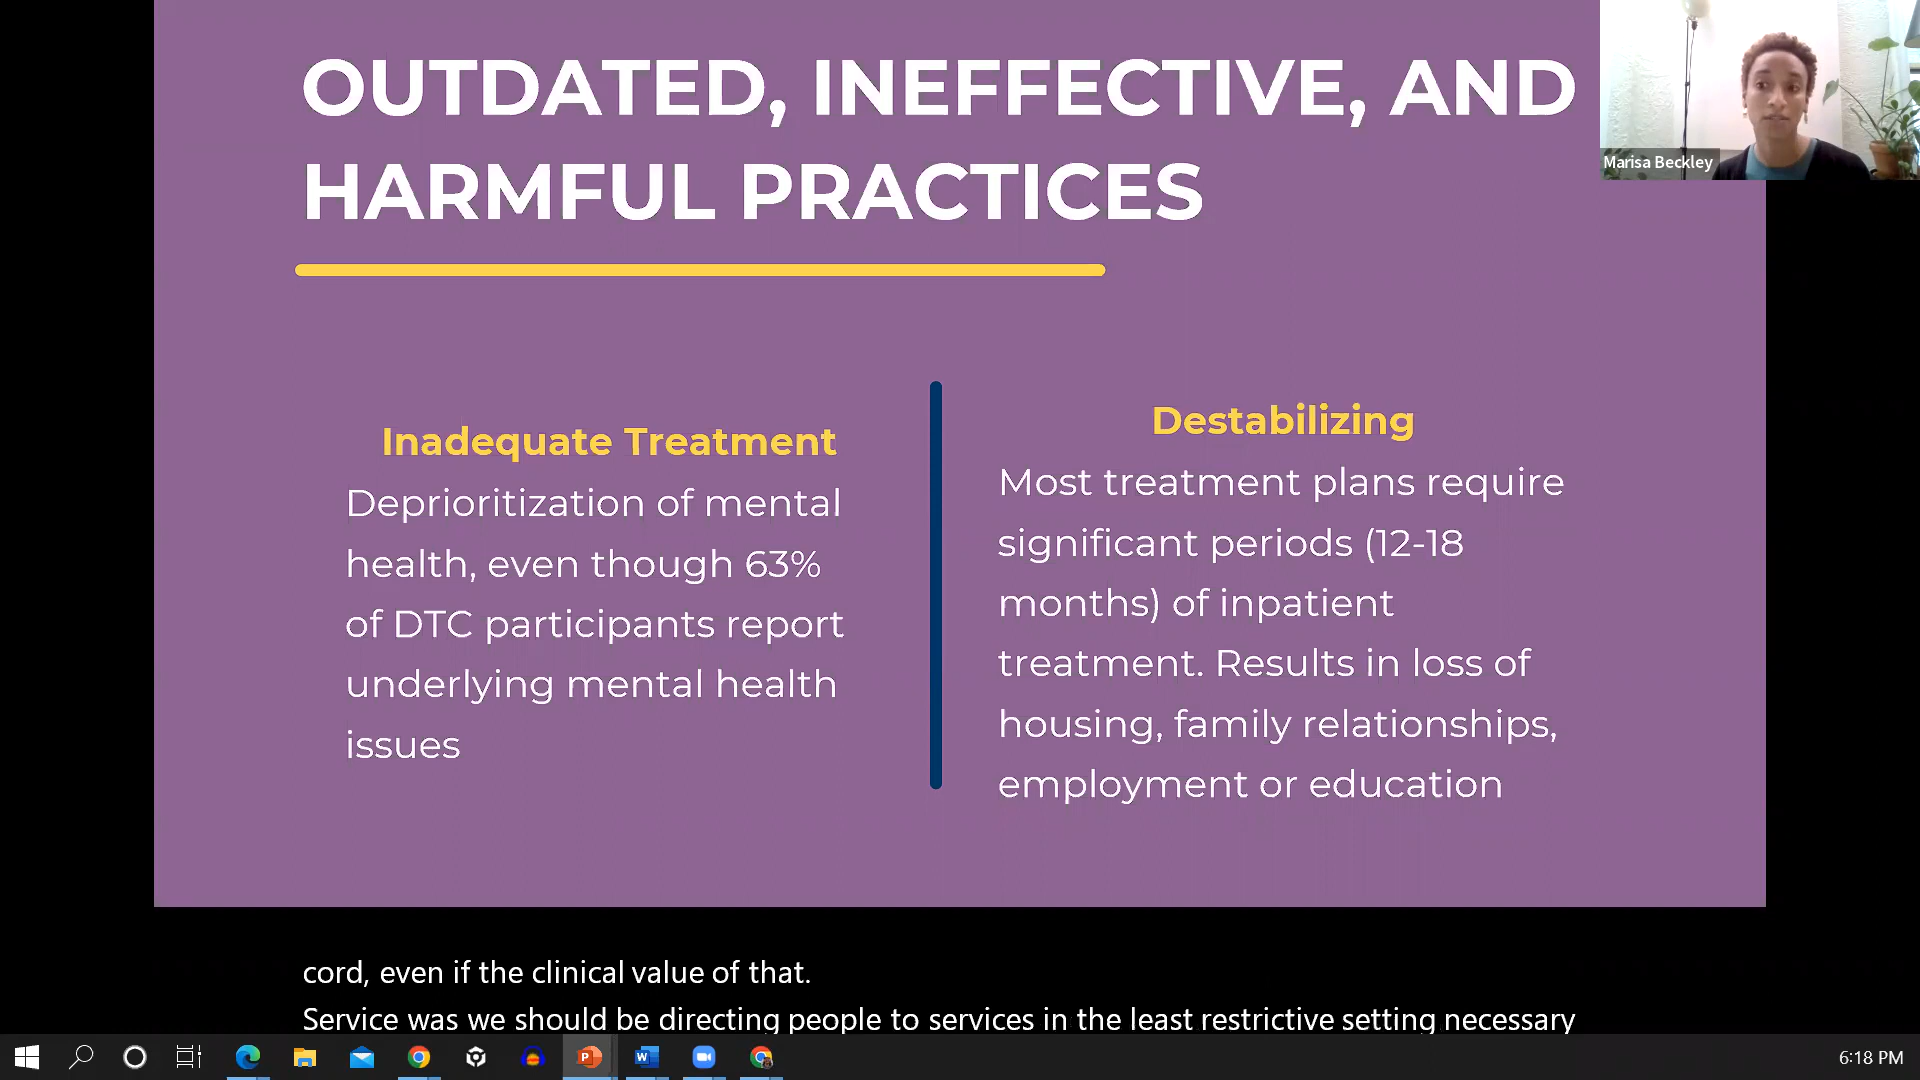 OUTDATED, INEFFECTIVE, AND
HARMFUL PRACTICES
Marisa Beckley
Inadequate Treatment
Deprioritization of mental
health, even though 63%
of DTC participants report
underlying mental health
issues
Destabilizing
Most treatment plans require
significant periods (12-18
months) of inpatient
treatment. Results in loss of
housing, family relationships,
employment or education
cord, even if the clinical value of that.
Service was we should be directing people to services in the least restrictive setting necessary
6:18 PM